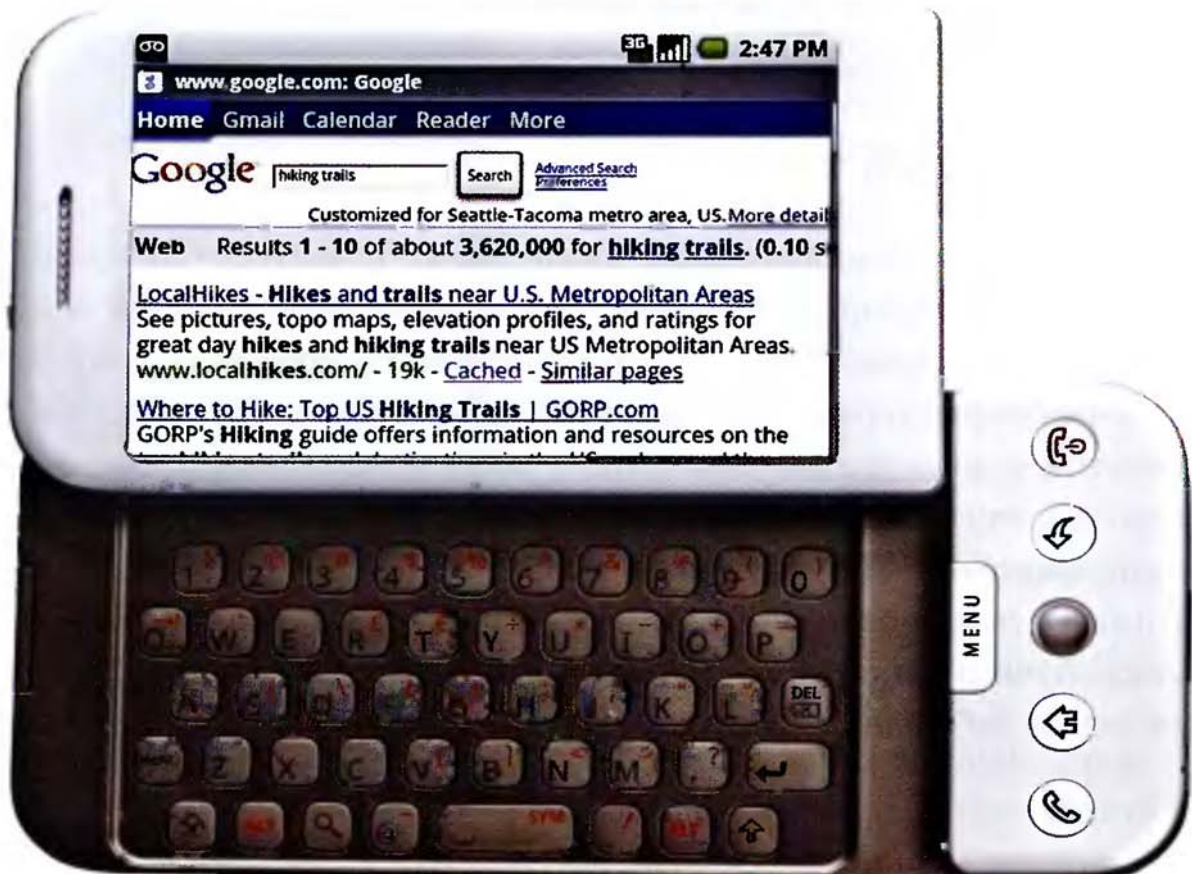 3G 2:47 PM
www.google.com: Google
Home Gmail Calendar Reader More
Google hiking trails Search Advanced Search
Preferences
Customized for Seattle-Tacoma metro area, US. More detail
Web Results 1 - 10 of about 3,620,000 for hiking trails. (0.10 s
LocalHikes - Hikes and trails near U.S. Metropolitan Areas
See pictures, topo maps, elevation profiles, and ratings for
great day hikes and hiking trails near US Metropolitan Areas.
www.localhikes.com/ - 19k - Cached - Similar pages
Where to Hike: Top US Hiking Trails | GORP.com
GORP's Hiking guide offers information and resources on the
MENU
1 2 3 4 5 6 7 8 9 0
Q W E R T Y U I O P
A S D G H J K L DEL
Z X C V B N M , ?
@ SYM / ALT